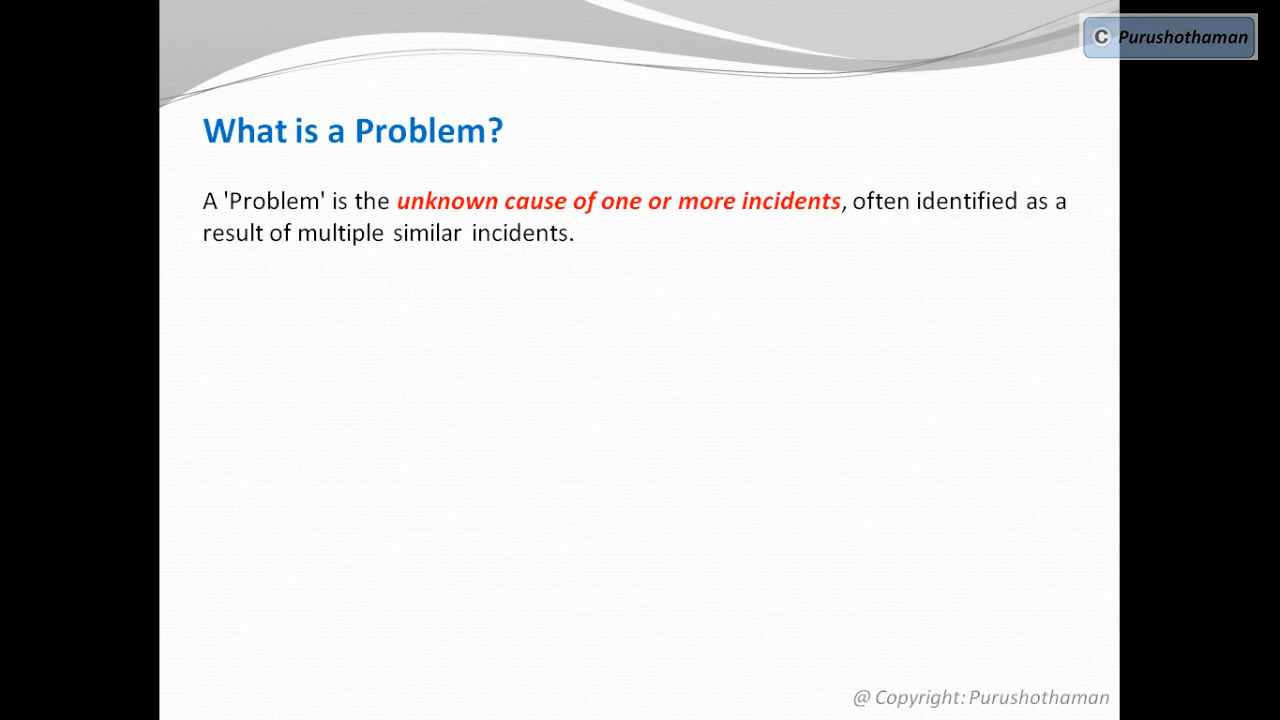 © Purushothaman
What is a Problem?
A 'Problem' is the unknown cause of one or more incidents, often identified as a
result of multiple similar incidents.
@ Copyright: Purushothaman